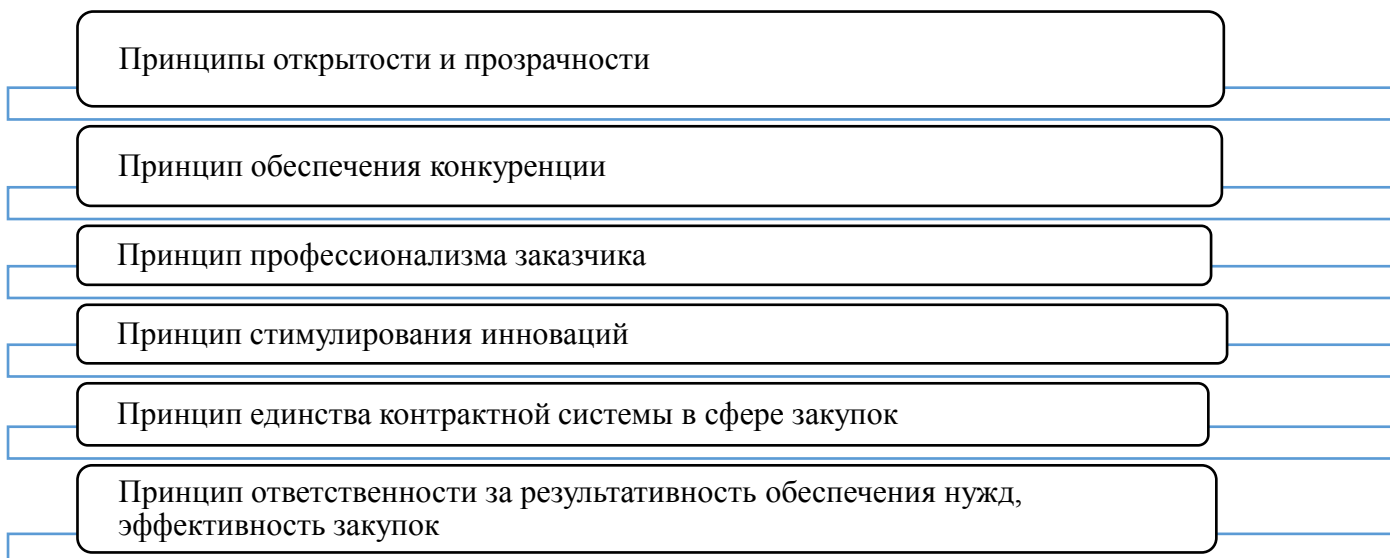 Принципы открытости и прозрачности
Принцип обеспечения конкуренции
Принцип профессионализма заказчика
Принцип стимулирования инноваций
Принцип единства контрактной системы в сфере закупок
Принцип ответственности за результативность обеспечения нужд,
эффективность закупок